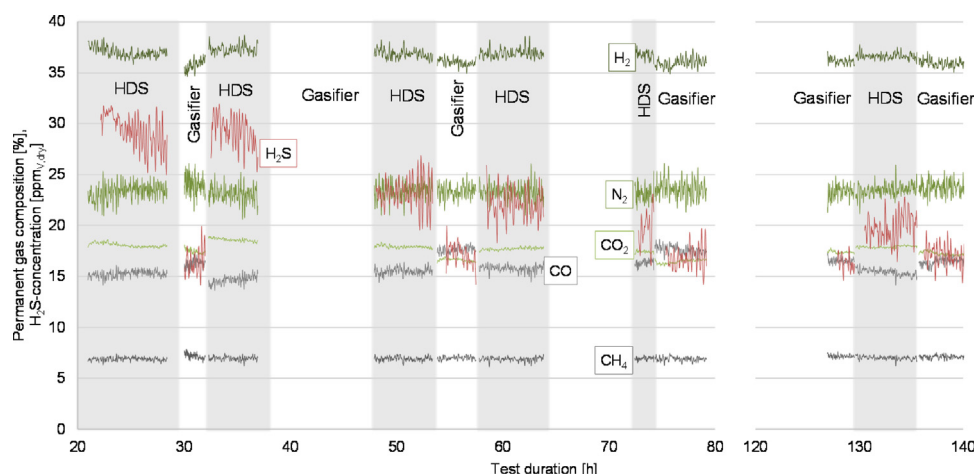 Permanent gas composition [%],
H₂S-concentration [ppmV,dry]
40
35
30
25
20
15
10
5
0
H₂
HDS
Gasifier
HDS
Gasifier
HDS
Gasifier
HDS
HDS
Gasifier
Gasifier
HDS
Gasifier
H₂S
N₂
CO₂
CO
CH₄
20 30 40 50 60 70 80 120 130 140
Test duration [h]